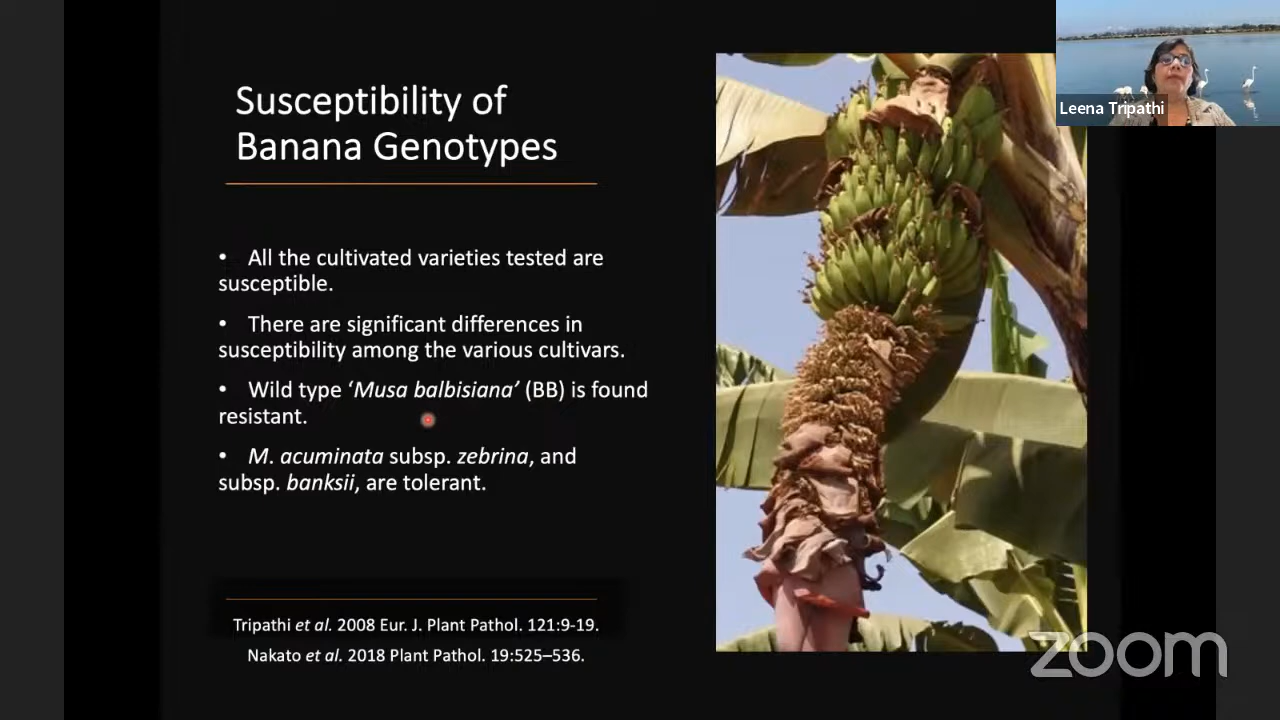 Susceptibility of
Banana Genotypes
• All the cultivated varieties tested are
susceptible.
• There are significant differences in
susceptibility among the various cultivars.
• Wild type ‘Musa balbisiana’ (BB) is found
resistant.
• M. acuminata subsp. zebrina, and
subsp. banksii, are tolerant.
Tripathi et al. 2008 Eur. J. Plant Pathol. 121:9-19.
Nakato et al. 2018 Plant Pathol. 19:525–536.
Leena Tripathi
zoom